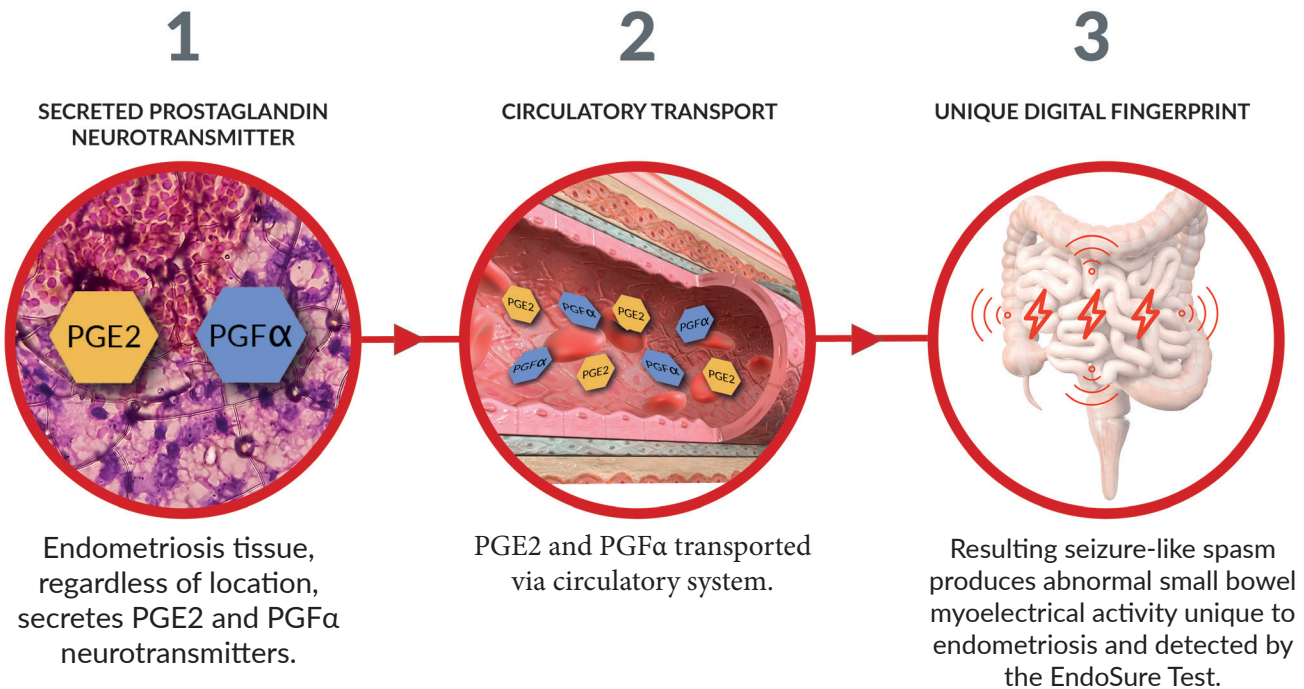 1
SECRETED PROSTAGLANDIN
NEUROTRANSMITTER
PGE2
PGFα
Endometriosis tissue,
regardless of location,
secretes PGE2 and PGFα
neurotransmitters.
2
CIRCULATORY TRANSPORT
PGE2
PGFα
PGE2
PGFα
PGFα
PGE2
PGFα
PGE2
PGE2 and PGFα transported
via circulatory system.
3
UNIQUE DIGITAL FINGERPRINT
Resulting seizure-like spasm
produces abnormal small bowel
myoelectrical activity unique to
endometriosis and detected by
the EndoSure Test.